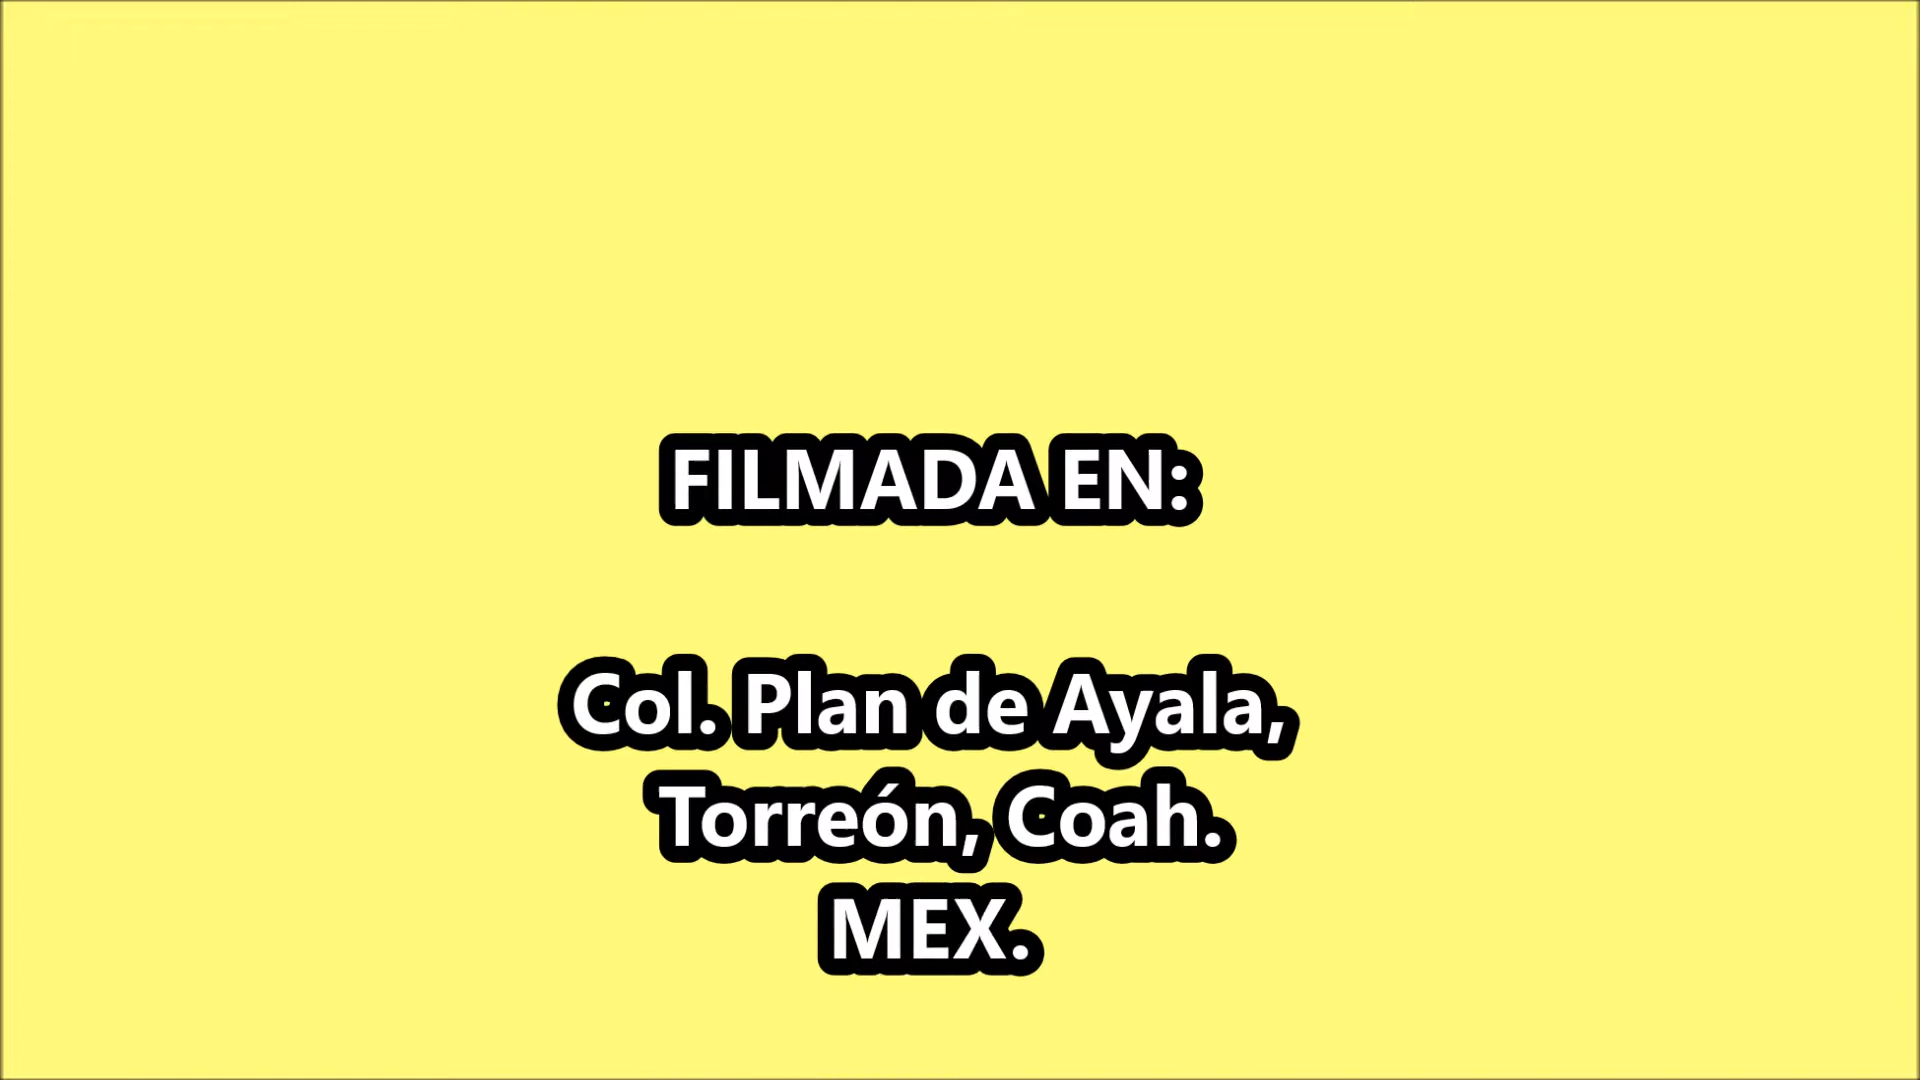 FILMADA EN:
Col. Plan de Ayala,
Torreón, Coah.
MEX.